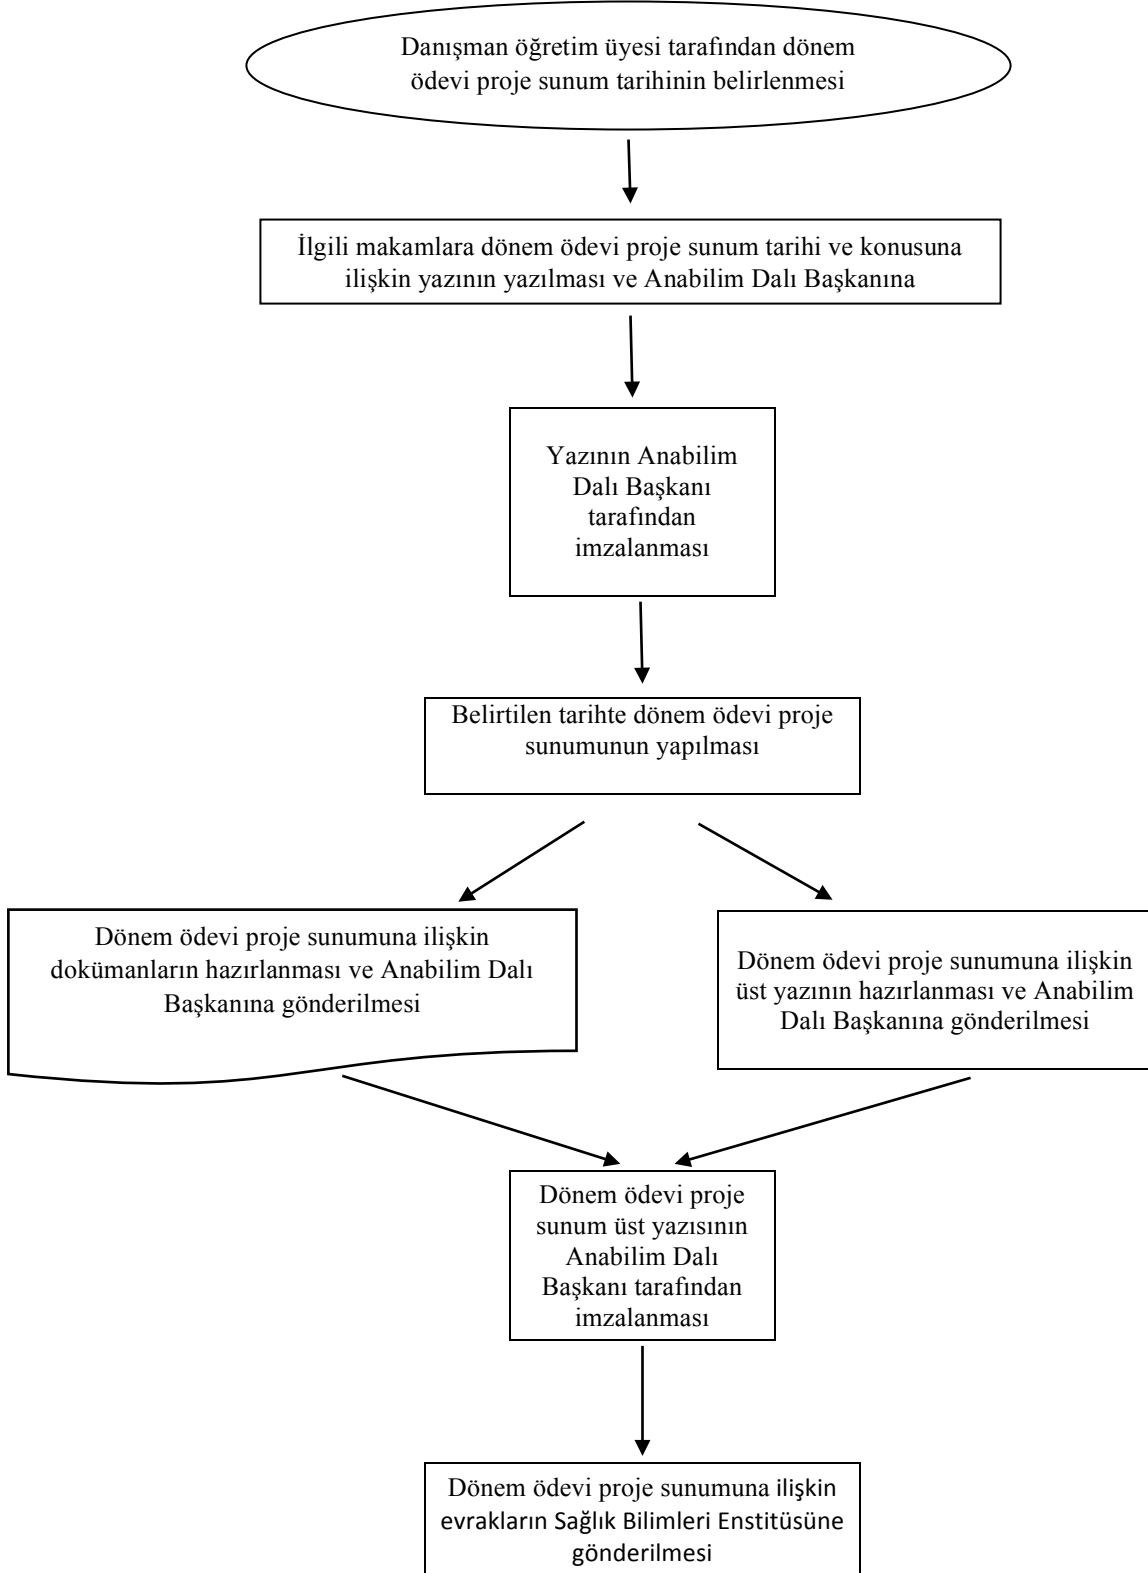 Danışman öğretim üyesi tarafından dönem
ödevi proje sunum tarihinin belirlenmesi
İlgili makamlara dönem ödevi proje sunum tarihi ve konusuna
ilişkin yazının yazılması ve Anabilim Dalı Başkanına
Yazının Anabilim
Dalı Başkanı
tarafından
imzalanması
Belirtilen tarihte dönem ödevi proje
sunumunun yapılması
Dönem ödevi proje sunumuna ilişkin
dokümanların hazırlanması ve Anabilim Dalı
Başkanına gönderilmesi
Dönem ödevi proje sunumuna ilişkin
üst yazının hazırlanması ve Anabilim
Dalı Başkanına gönderilmesi
Dönem ödevi proje
sunum üst yazısının
Anabilim Dalı
Başkanı tarafından
imzalanması
Dönem ödevi proje sunumuna ilişkin
evrakların Sağlık Bilimleri Enstitüsüne
gönderilmesi